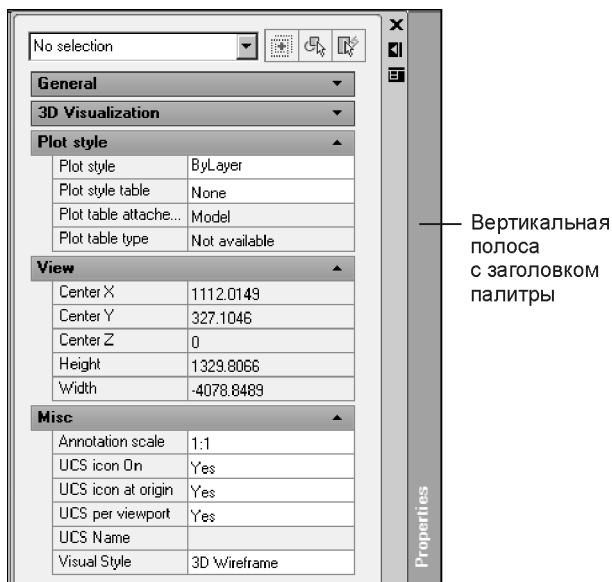 No selection
General
3D Visualization
Plot style
Plot style ByLayer
Plot style table None
Plot table attache... Model
Plot table type Not available
View
Center X 1112.0149
Center Y 327.1046
Center Z 0
Height 1329.8066
Width -4078.8489
Misc
Annotation scale 1:1
UCS icon On Yes
UCS icon at origin Yes
UCS per viewport Yes
UCS Name
Visual Style 3D Wireframe
Properties
Вертикальная
полоса
с заголовком
палитры